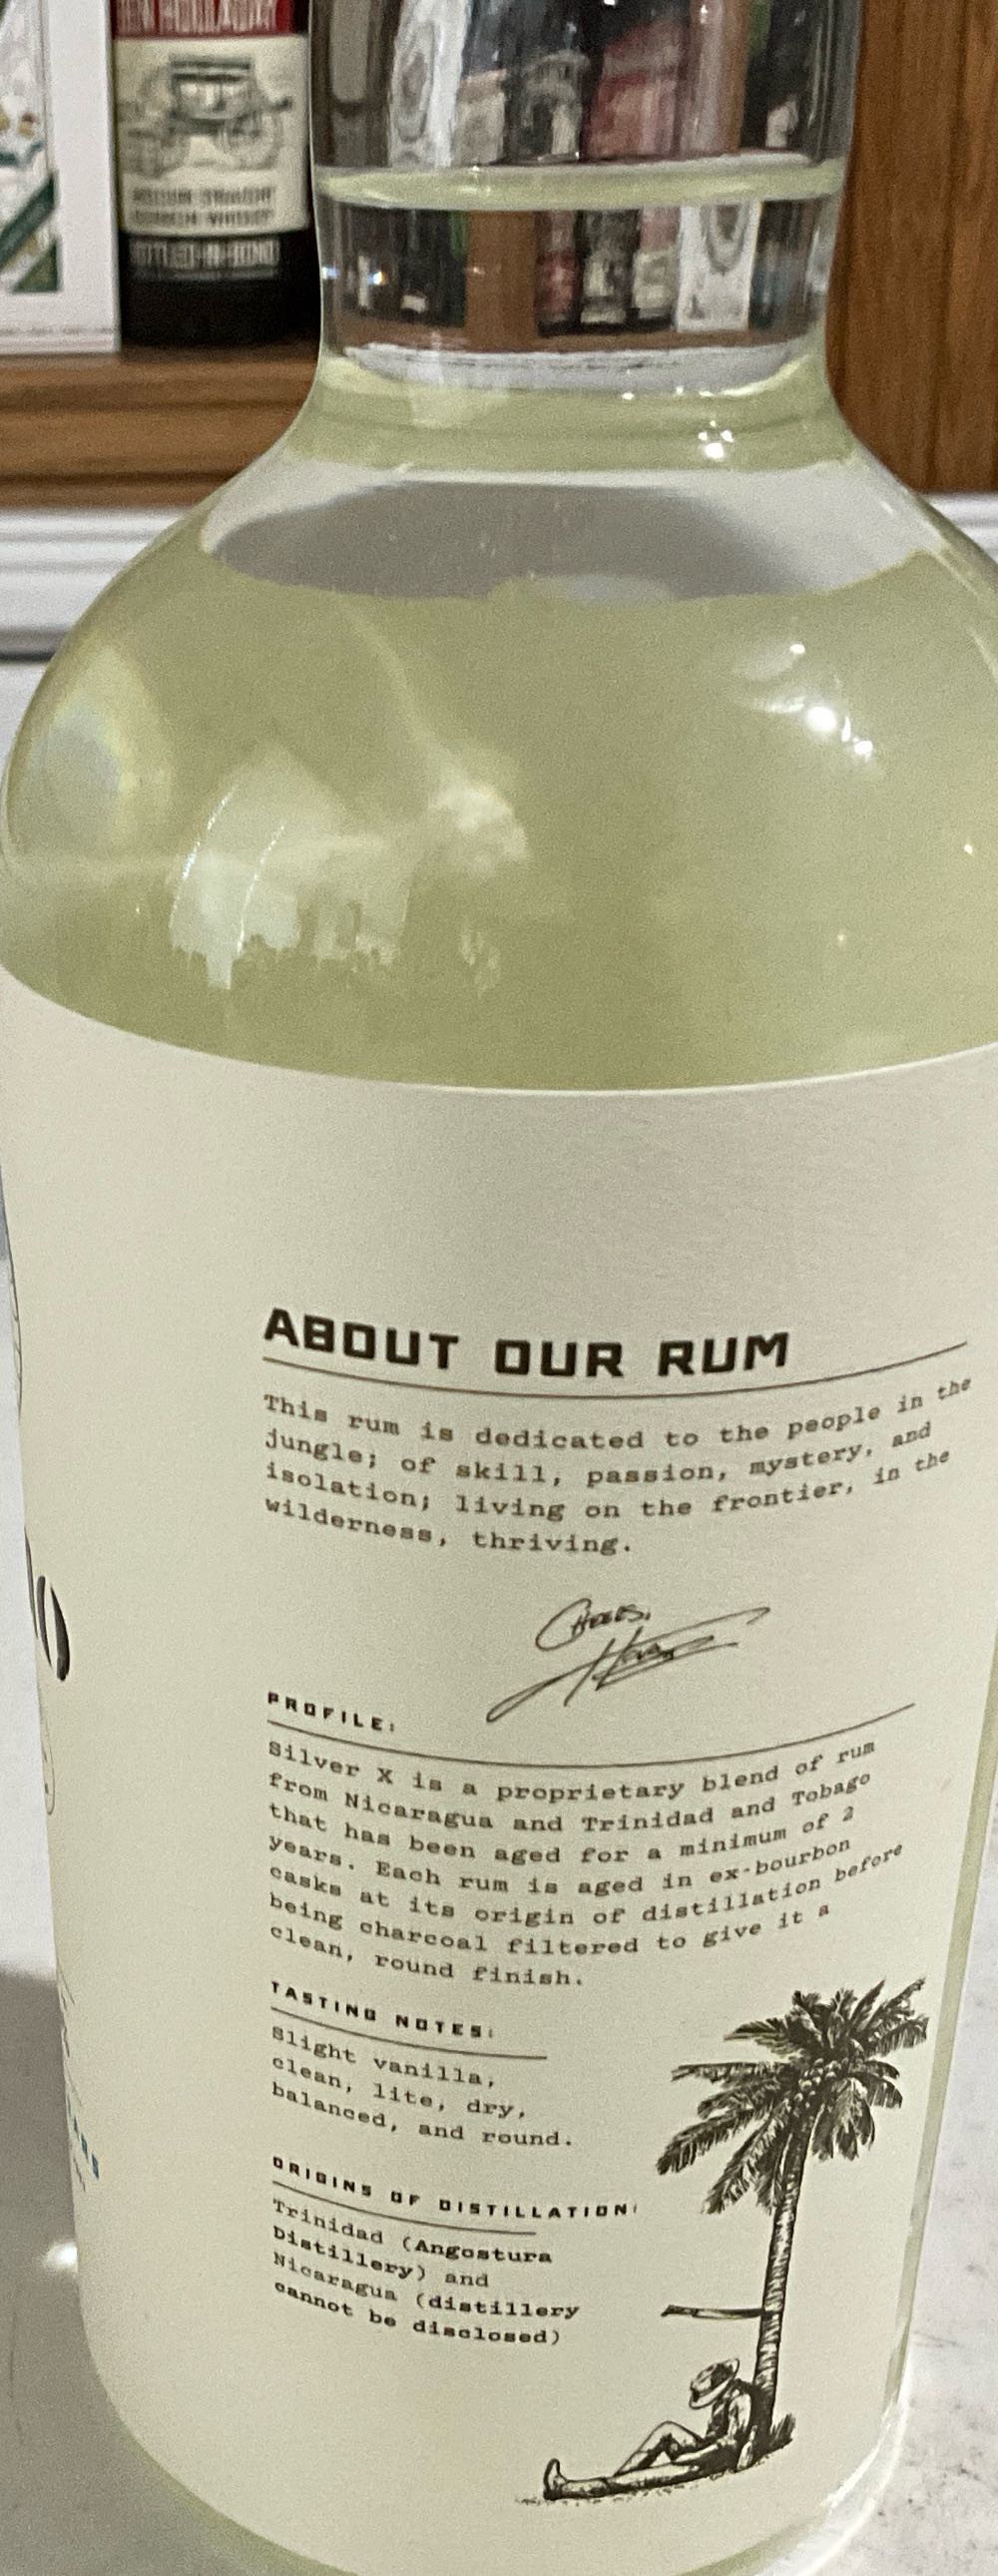 BOTTLED-IN-BOND
ABOUT OUR RUM
This rum is dedicated to the people in the
jungle; of skill, passion, mystery, and
isolation; living on the frontier, in the
wilderness, thriving.
Cheers,
PROFILE:
Silver X is a proprietary blend of rum
from Nicaragua and Trinidad and Tobago
that has been aged for a minimum of 2
years. Each rum is aged in ex-bourbon
casks at its origin of distillation before
being charcoal filtered to give it a
clean, round finish.
TASTING NOTES:
Slight vanilla,
clean, lite, dry,
balanced, and round.
ORIGINS OF DISTILLATION:
Trinidad (Angostura
Distillery) and
Nicaragua (distillery
cannot be disclosed)